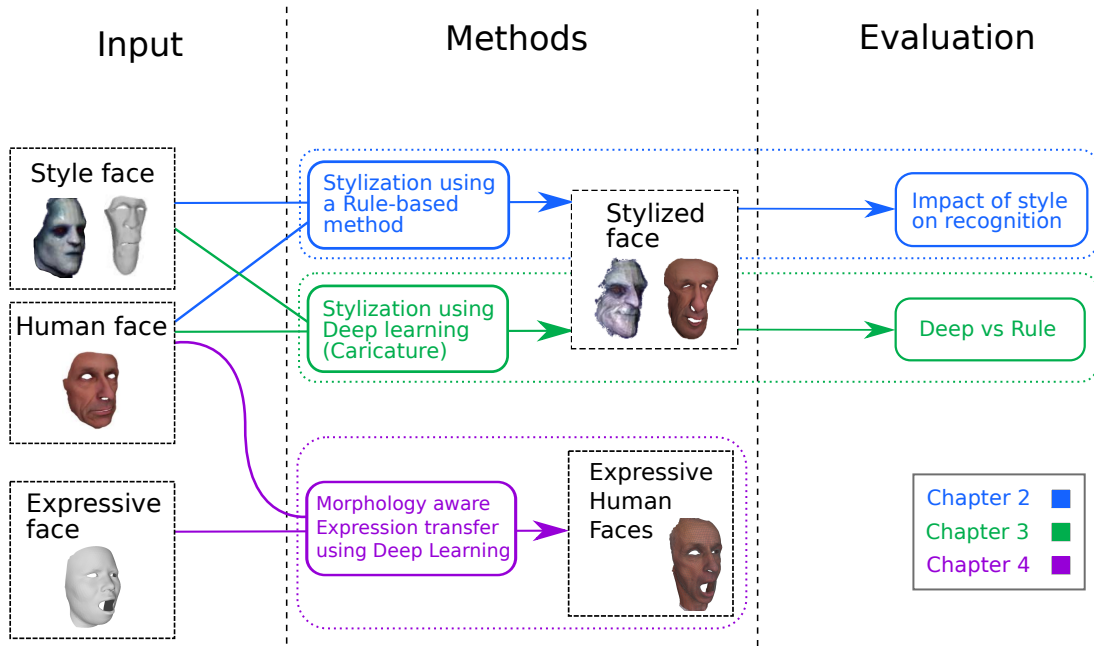 Input
Methods
Evaluation
Style face
Human face
Expressive
face
Stylization using
a Rule-based
method
Stylization using
Deep learning
(Caricature)
Morphology aware
Expression transfer
using Deep Learning
Stylized
face
Expressive
Human
Faces
Impact of style
on recognition
Deep vs Rule
Chapter 2
Chapter 3
Chapter 4